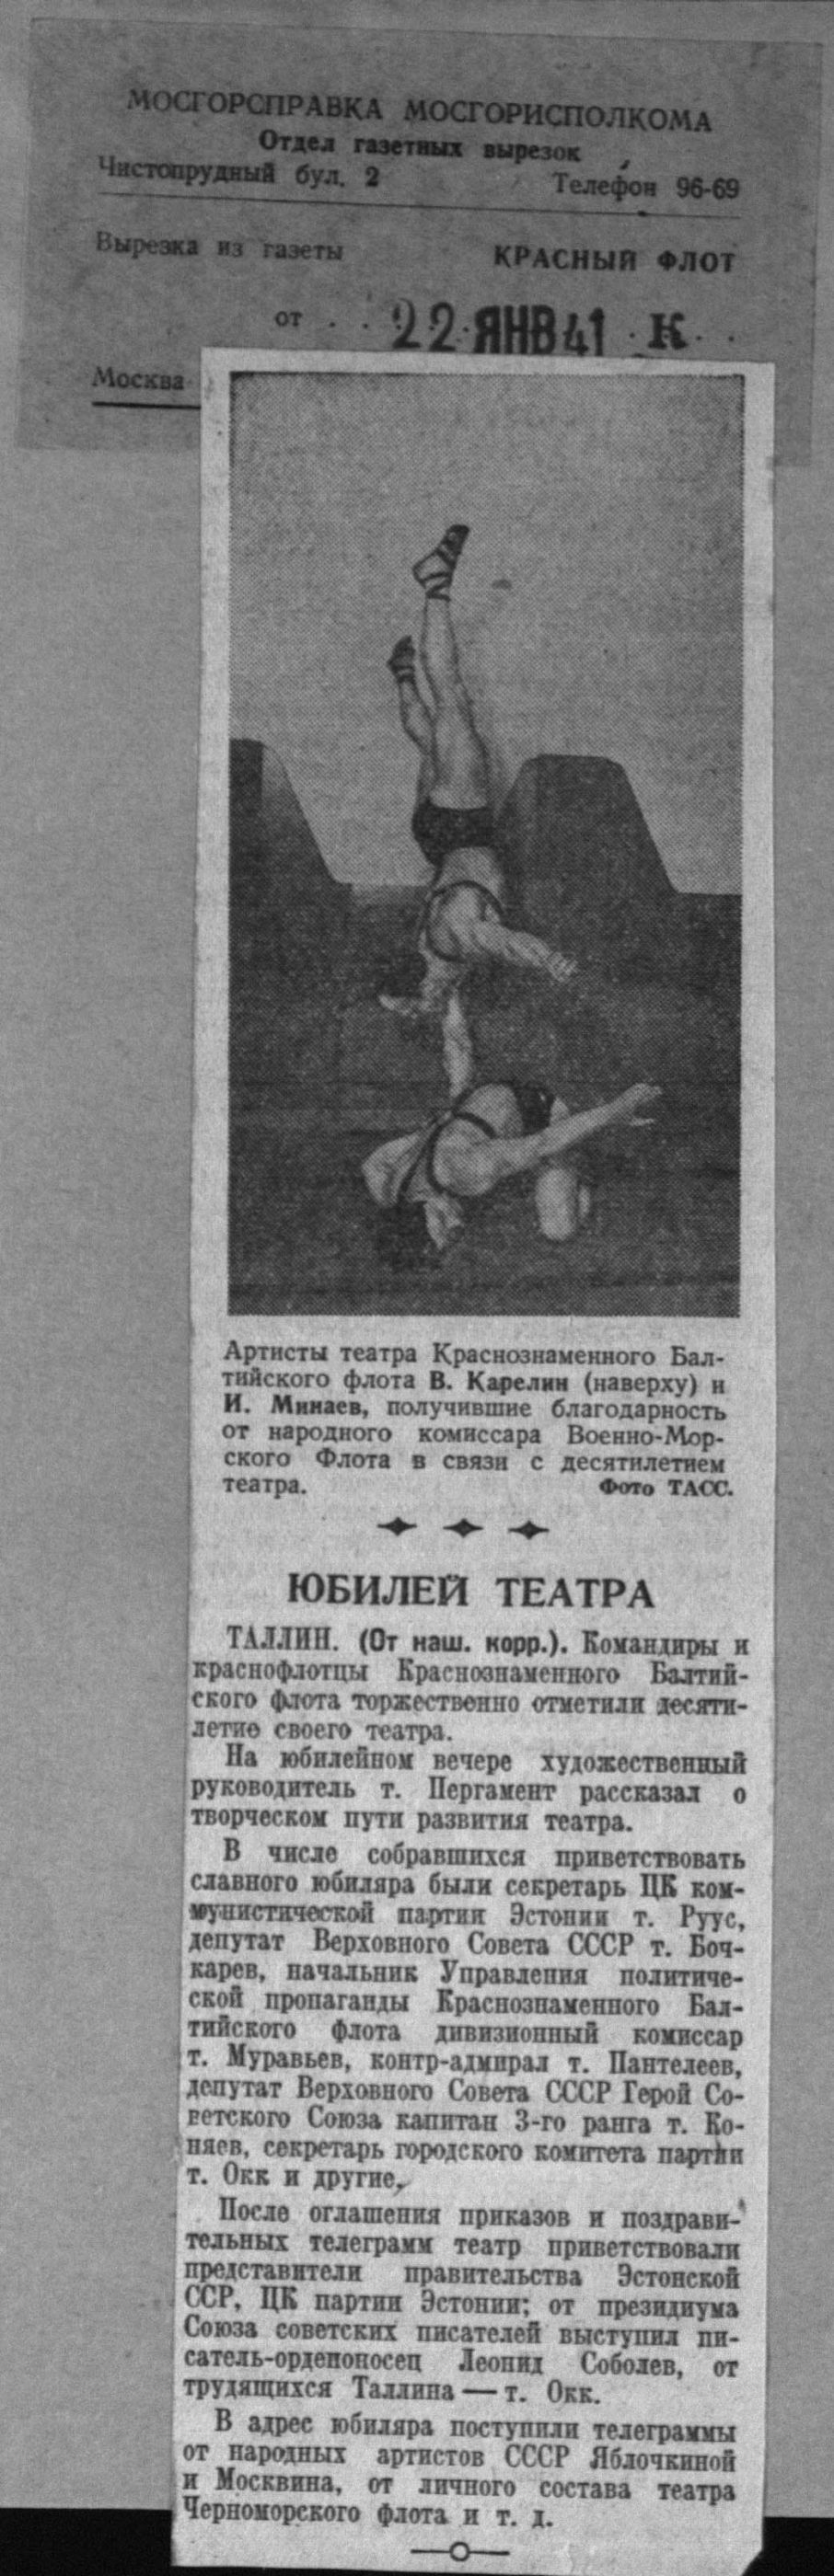 МОСГОРСПРАВКА МОСГОРИСПОЛКОМА
Отдел газетных вырезок
Чистопрудный бул. 2 Телефон 96-69
Вырезка из газеты КРАСНЫЙ ФЛОТ
от . . 22 ЯНВ 41 К . .
Москва
Артисты театра Краснознаменного Бал-
тийского флота В. Карелин (наверху) и
И. Минаев, получившие благодарность
от народного комиссара Военно-Мор-
ского Флота в связи с десятилетием
театра. Фото ТАСС.
ЮБИЛЕЙ ТЕАТРА
ТАЛЛИН. (От наш. корр.). Командиры и
краснофлотцы Краснознаменного Балтий-
ского флота торжественно отметили десяти-
летие своего театра.
На юбилейном вечере художественный
руководитель т. Пергамент рассказал о
творческом пути развития театра.
В числе собравшихся приветствовать
славного юбиляра были секретарь ЦК ком-
мунистической партии Эстонии т. Руус,
депутат Верховного Совета СССР т. Боч-
карев, начальник Управления политиче-
ской пропаганды Краснознаменного Бал-
тийского флота дивизионный комиссар
т. Муравьев, контр-адмирал т. Пантелеев,
депутат Верховного Совета СССР Герой Со-
ветского Союза капитан 3-го ранга т. Ко-
няев, секретарь городского комитета партии
т. Окк и другие.
После оглашения приказов и поздрави-
тельных телеграмм театр приветствовали
представители правительства Эстонской
ССР, ЦК партии Эстонии; от президиума
Союза советских писателей выступил пи-
сатель-орденоносец Леонид Соболев, от
трудящихся Таллина — т. Окк.
В адрес юбиляра поступили телеграммы
от народных артистов СССР Яблочкиной
и Москвина, от личного состава театра
Черноморского флота и т. д.